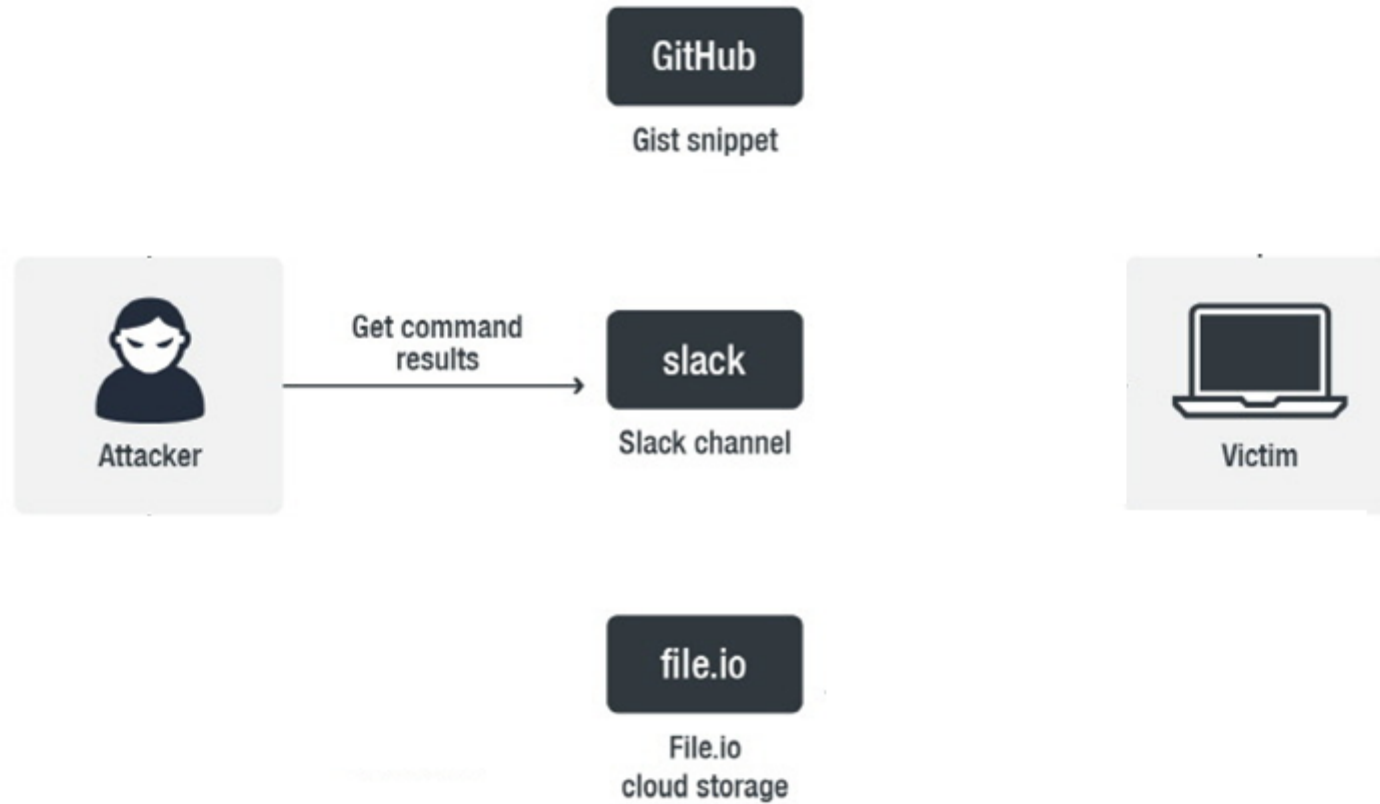 GitHub
Gist snippet
Get command
results
Attacker
slack
Slack channel
Victim
file.io
File.io
cloud storage